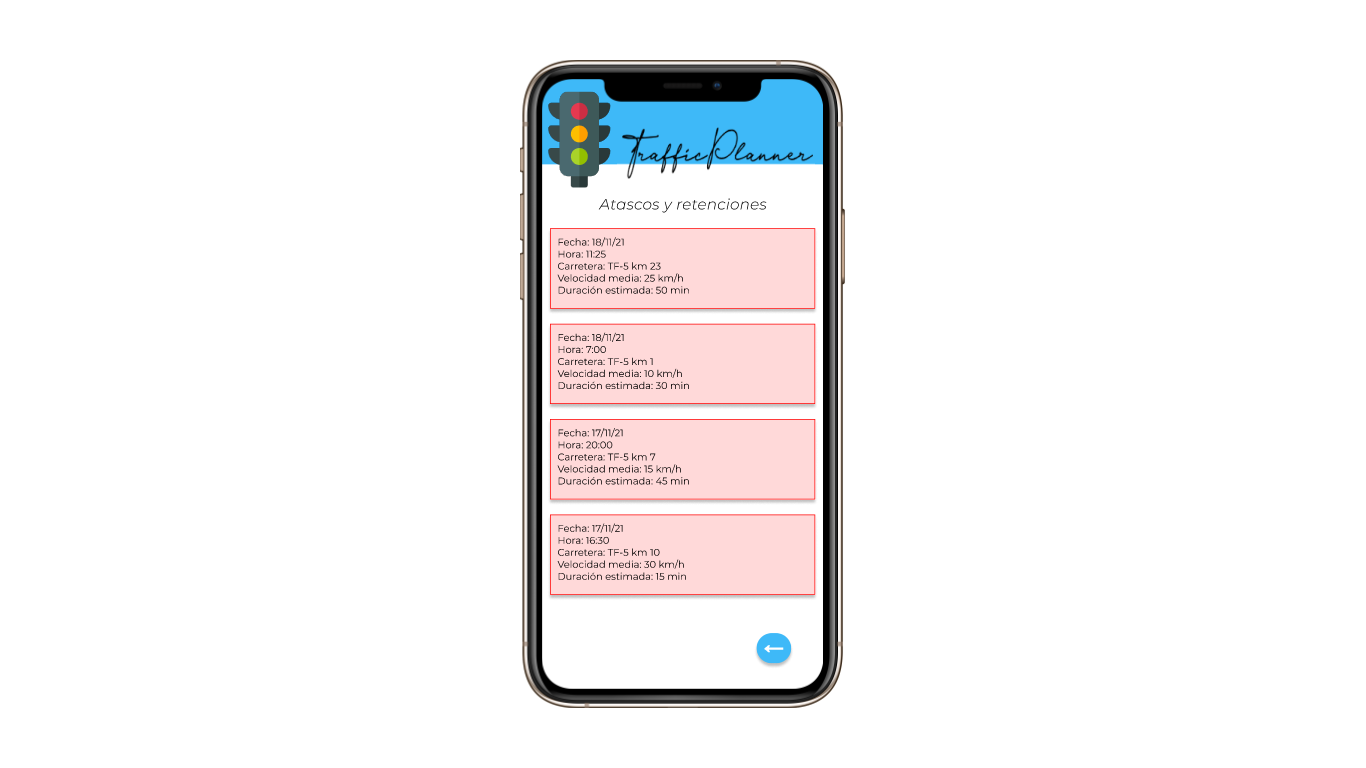 TrafficPlanner
Atascos y retenciones
Fecha: 18/11/21
Hora: 11:25
Carretera: TF-5 km 23
Velocidad media: 25 km/h
Duración estimada: 50 min
Fecha: 18/11/21
Hora: 7:00
Carretera: TF-5 km 1
Velocidad media: 10 km/h
Duración estimada: 30 min
Fecha: 17/11/21
Hora: 20:00
Carretera: TF-5 km 7
Velocidad media: 15 km/h
Duración estimada: 45 min
Fecha: 17/11/21
Hora: 16:30
Carretera: TF-5 km 10
Velocidad media: 30 km/h
Duración estimada: 15 min